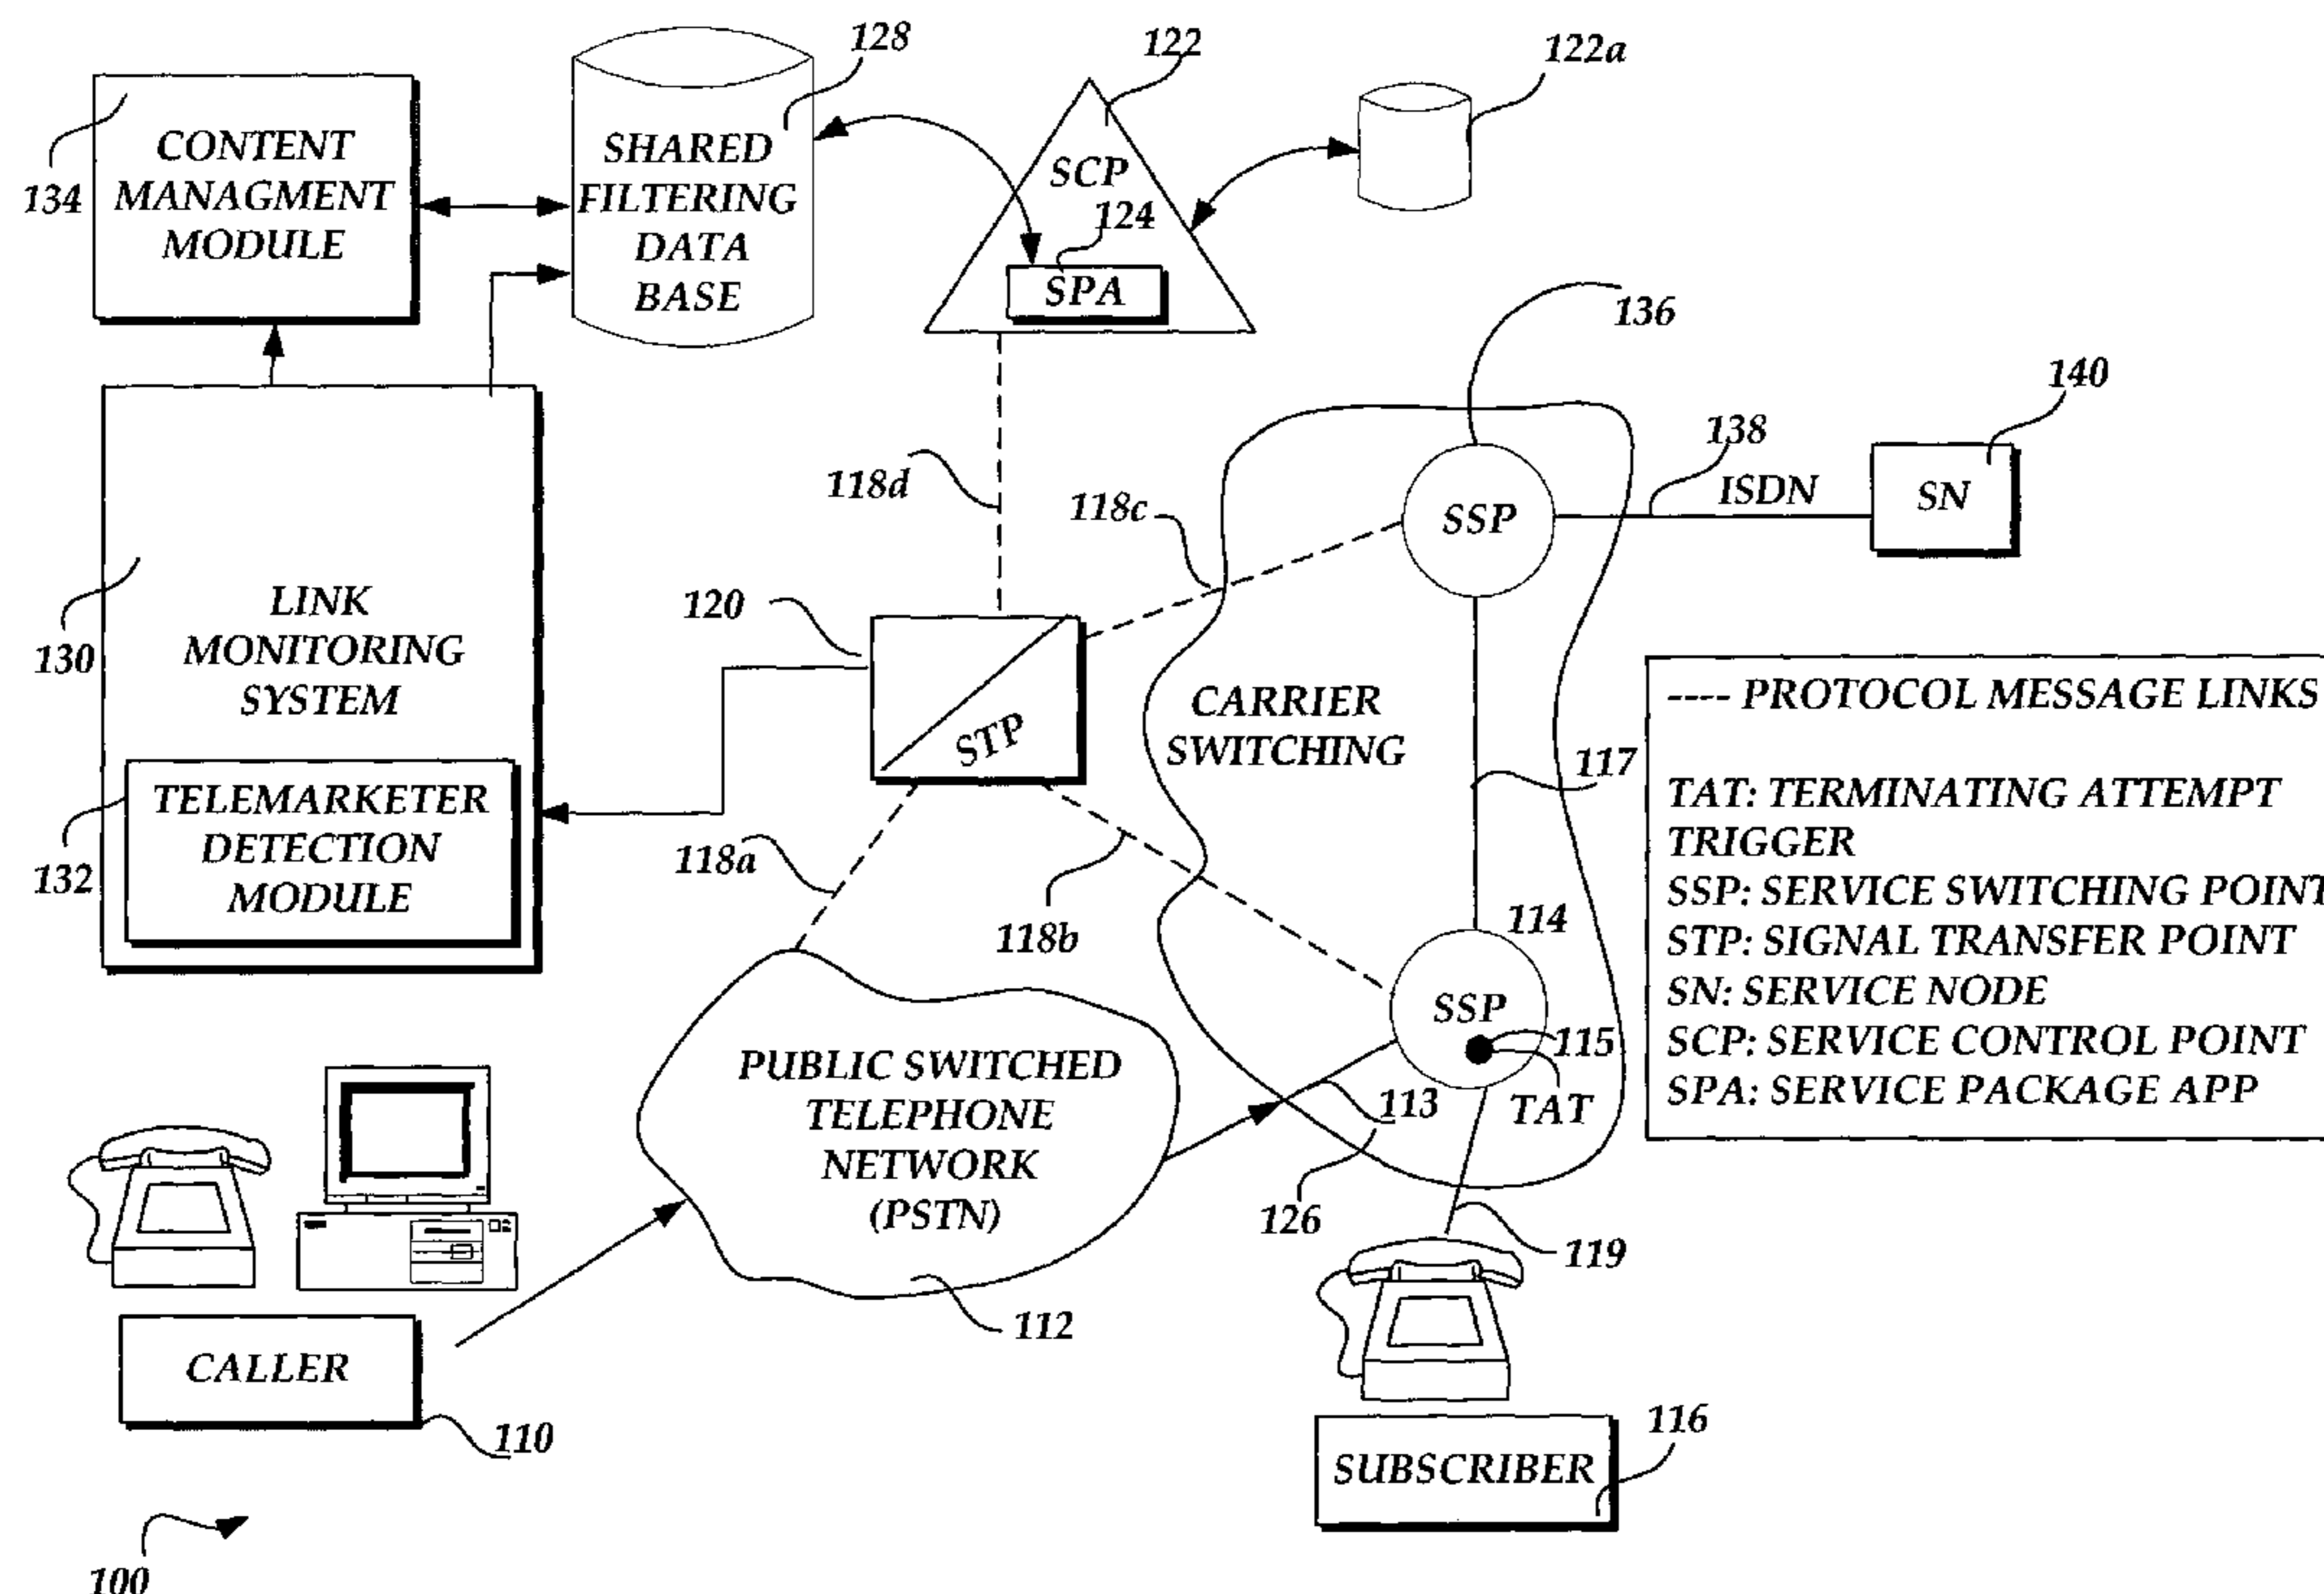 128
122
122a
CONTENT
MANAGMENT
MODULE
134
SHARED
FILTERING
DATA
BASE
SCP
124
SPA
136
140
138
ISDN
SN
118d
118c
SSP
120
LINK
MONITORING
SYSTEM
130
STP
CARRIER
SWITCHING
117
---- PROTOCOL MESSAGE LINKS
TAT: TERMINATING ATTEMPT
TRIGGER
SSP: SERVICE SWITCHING POINT
STP: SIGNAL TRANSFER POINT
SN: SERVICE NODE
SCP: SERVICE CONTROL POINT
SPA: SERVICE PACKAGE APP
TELEMARKETER
DETECTION
MODULE
132
118a
118b
114
SSP
115
TAT
113
126
PUBLIC SWITCHED
TELEPHONE
NETWORK
(PSTN)
112
119
CALLER
110
SUBSCRIBER
116
100